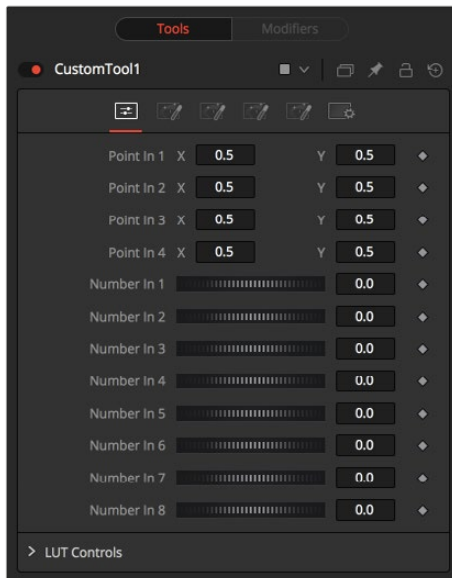 Tools Modifiers
CustomTool1
Point In 1 X 0.5 Y 0.5
Point In 2 X 0.5 Y 0.5
Point In 3 X 0.5 Y 0.5
Point In 4 X 0.5 Y 0.5
Number In 1 0.0
Number In 2 0.0
Number In 3 0.0
Number In 4 0.0
Number In 5 0.0
Number In 6 0.0
Number In 7 0.0
Number In 8 0.0
> LUT Controls